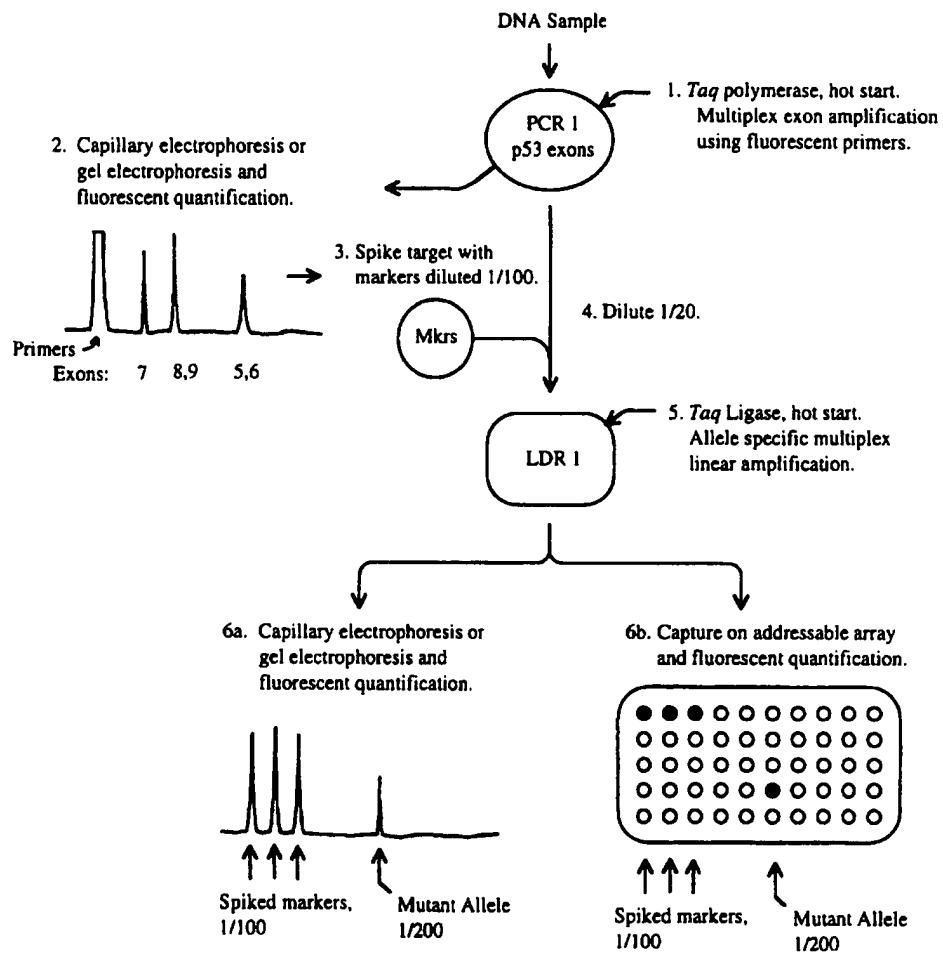 DNA Sample
PCR 1
p53 exons
1. Taq polymerase, hot start.
Multiplex exon amplification
using fluorescent primers.
2. Capillary electrophoresis or
gel electrophoresis and
fluorescent quantification.
Primers
Exons: 7 8,9 5,6
3. Spike target with
markers diluted 1/100.
Mkrs
4. Dilute 1/20.
LDR 1
5. Taq Ligase, hot start.
Allele specific multiplex
linear amplification.
6a. Capillary electrophoresis or
gel electrophoresis and
fluorescent quantification.
Spiked markers,
1/100
Mutant Allele
1/200
6b. Capture on addressable array
and fluorescent quantification.
Spiked markers,
1/100
Mutant Allele
1/200